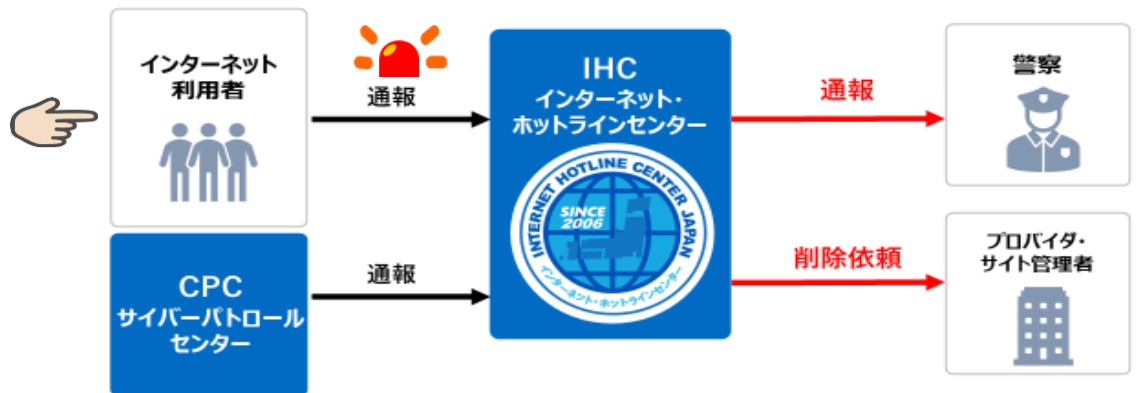 インターネット
利用者
通報
IHC
インターネット・
ホットラインセンター
INTERNET HOTLINE CENTER JAPAN
SINCE
2006
インターネット・ホットラインセンター
通報
警察
CPC
サイバーパトロール
センター
通報
削除依頼
プロバイダ・
サイト管理者